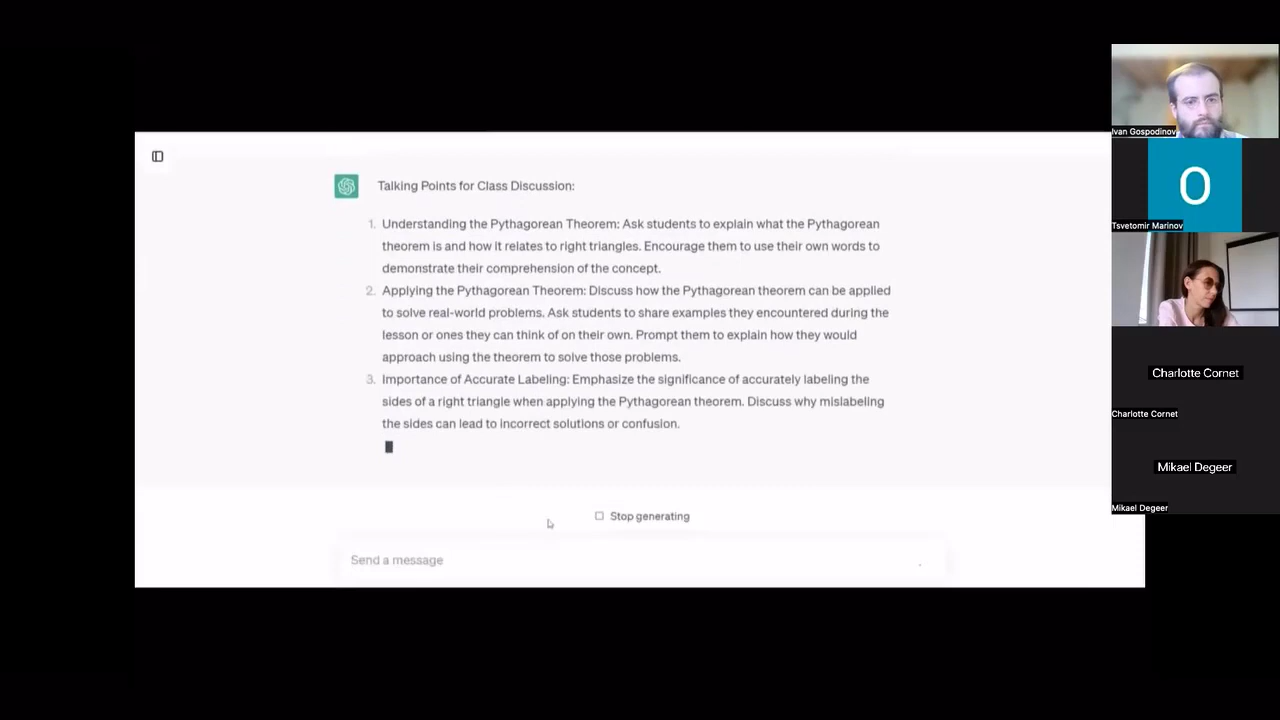 Talking Points for Class Discussion:
1. Understanding the Pythagorean Theorem: Ask students to explain what the Pythagorean
theorem is and how it relates to right triangles. Encourage them to use their own words to
demonstrate their comprehension of the concept.
2. Applying the Pythagorean Theorem: Discuss how the Pythagorean theorem can be applied
to solve real-world problems. Ask students to share examples they encountered during the
lesson or ones they can think of on their own. Prompt them to explain how they would
approach using the theorem to solve those problems.
3. Importance of Accurate Labeling: Emphasize the significance of accurately labeling the
sides of a right triangle when applying the Pythagorean theorem. Discuss why mislabeling
the sides can lead to incorrect solutions or confusion.
Stop generating
Send a message
Ivan Gospodinov
O
Tsvetomir Marinov
Charlotte Cornet
Charlotte Cornet
Mikael Degeer
Mikael Degeer